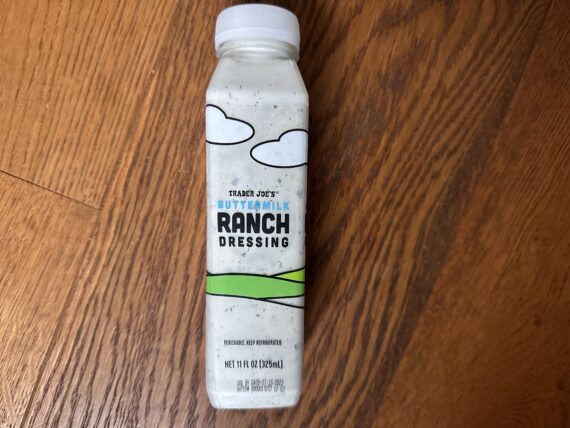 TRADER JOE'S®
BUTTERMILK
RANCH
DRESSING
PERISHABLE. KEEP REFRIGERATED
NET 11 FL OZ (325mL)